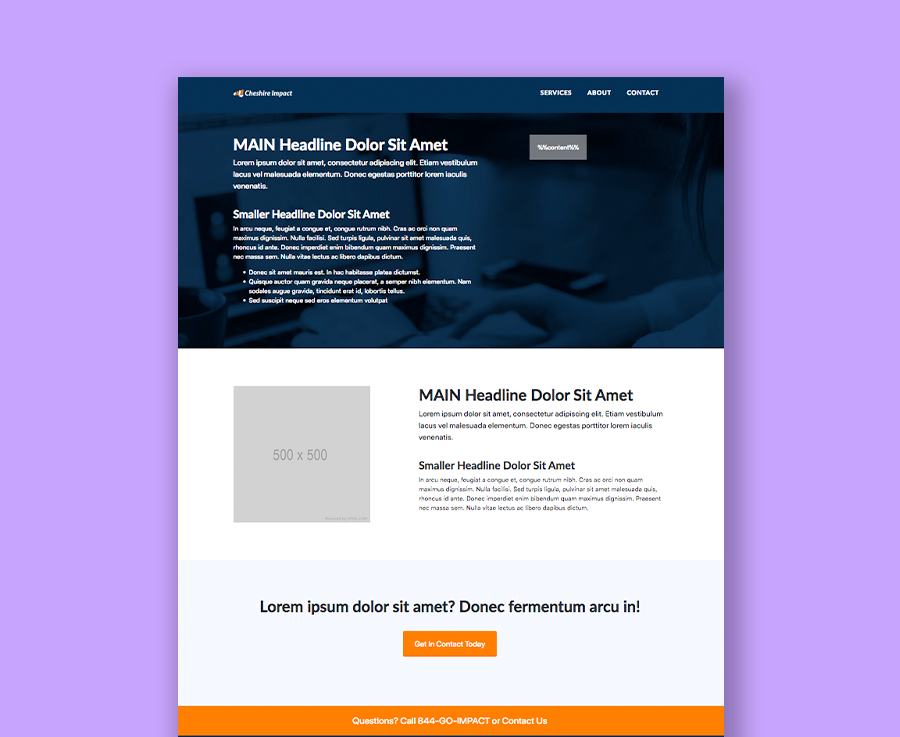 Cheshire Impact
SERVICES ABOUT CONTACT
MAIN Headline Dolor Sit Amet
Lorem ipsum dolor sit amet, consectetur adipiscing elit. Etiam vestibulum
lacus vel malesuada elementum. Donec egestas porttitor lorem iaculis
venenatis.
%%content%%
Smaller Headline Dolor Sit Amet
In arcu neque, feugiat a congue et, congue rutrum nibh. Cras ac orci non quam
maximus dignissim. Nulla facilisi. Sed turpis ligula, pulvinar sit amet malesuada quis,
rhoncus id ante. Donec imperdiet enim bibendum quam maximus dignissim. Praesent
nec massa sem. Nulla vitae lectus ac libero dapibus dictum.
• Donec sit amet mauris est. In hac habitasse platea dictumst.
• Quisque auctor quam gravida neque placerat, a semper nibh elementum. Nam
sodales augue gravida, tincidunt erat id, lobortis tellus.
• Sed suscipit neque sed eros elementum volutpat
500 x 500
MAIN Headline Dolor Sit Amet
Lorem ipsum dolor sit amet, consectetur adipiscing elit. Etiam vestibulum
lacus vel malesuada elementum. Donec egestas porttitor lorem iaculis
venenatis.
Smaller Headline Dolor Sit Amet
In arcu neque, feugiat a congue et, congue rutrum nibh. Cras ac orci non quam
maximus dignissim. Nulla facilisi. Sed turpis ligula, pulvinar sit amet malesuada quis,
rhoncus id ante. Donec imperdiet enim bibendum quam maximus dignissim. Praesent
nec massa sem. Nulla vitae lectus ac libero dapibus dictum.
Lorem ipsum dolor sit amet? Donec fermentum arcu in!
Get In Contact Today
Questions? Call 844-GO-IMPACT or Contact Us